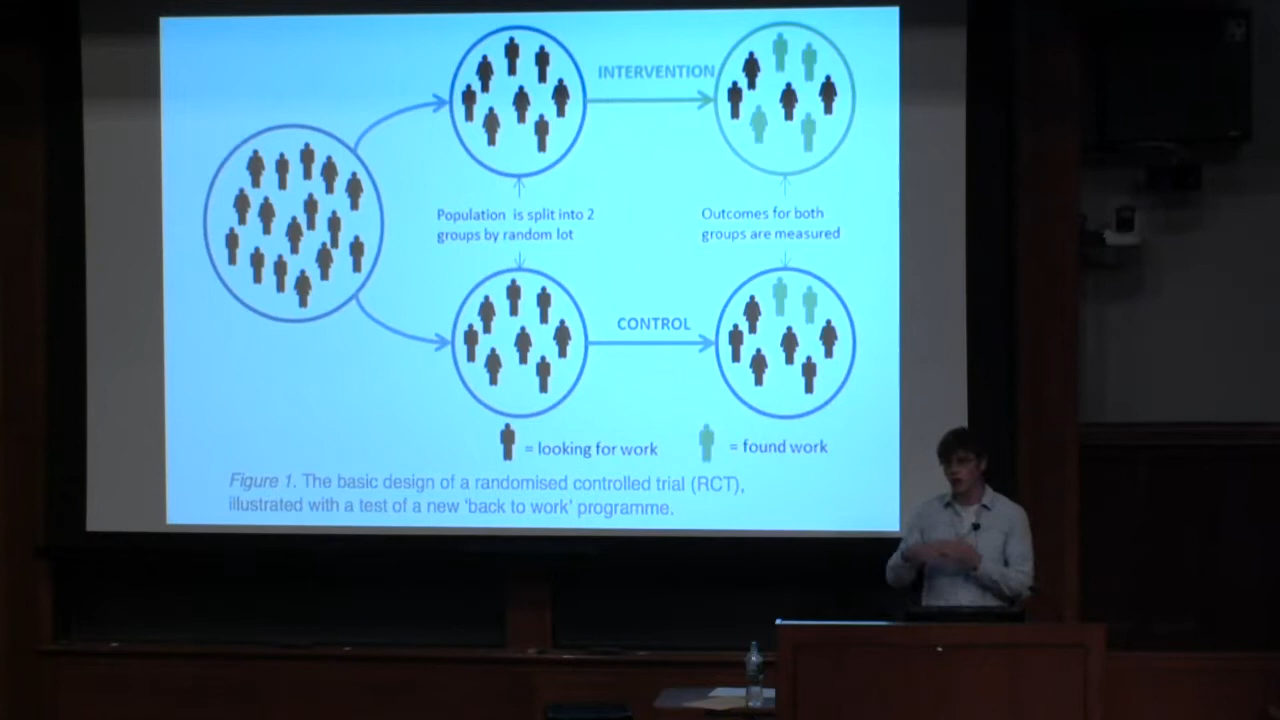 INTERVENTION
Population is split into 2
groups by random lot
Outcomes for both
groups are measured
CONTROL
= looking for work
= found work
Figure 1. The basic design of a randomised controlled trial (RCT),
illustrated with a test of a new 'back to work' programme.